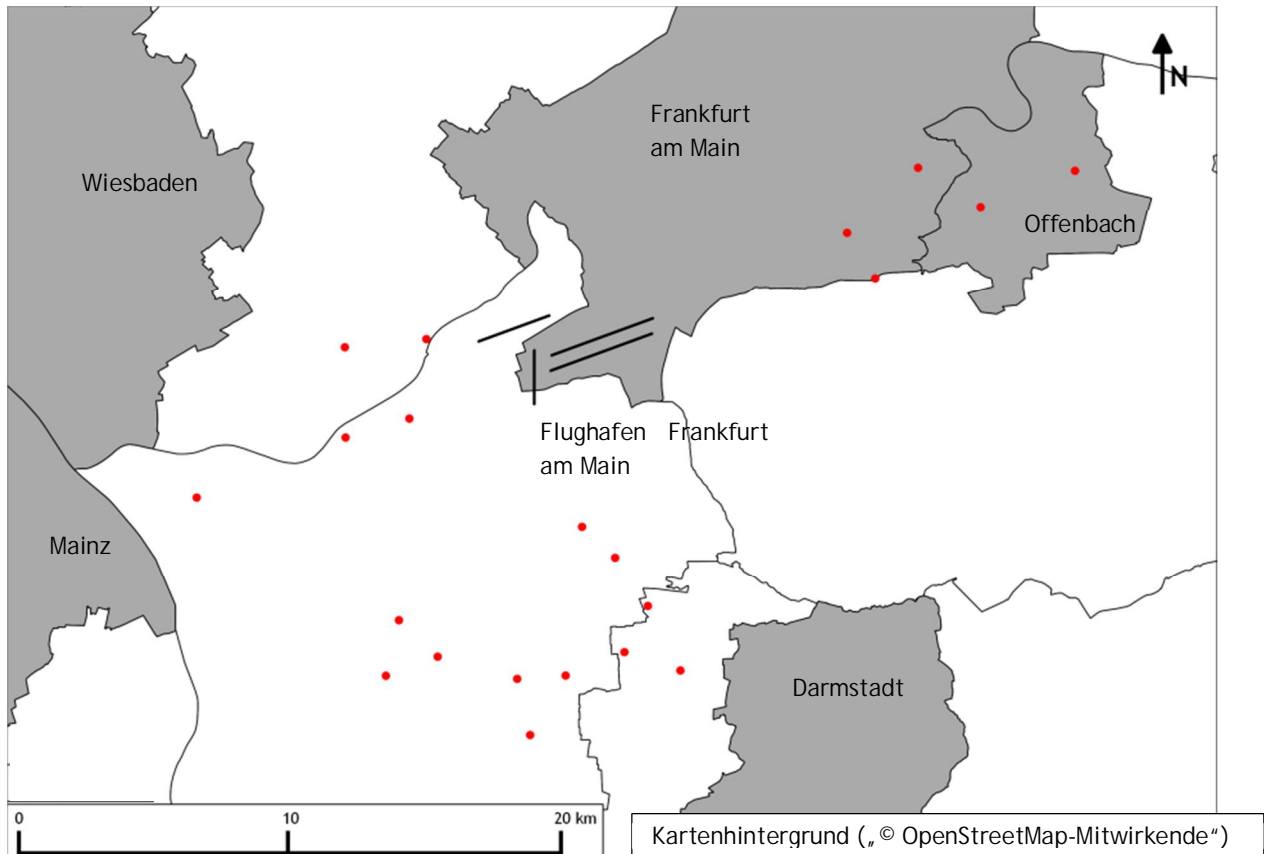 Frankfurt
am Main
N
Wiesbaden
Offenbach
Flughafen Frankfurt
am Main
Mainz
Darmstadt
0 10 20 km
Kartenhintergrund („© OpenStreetMap-Mitwirkende“)